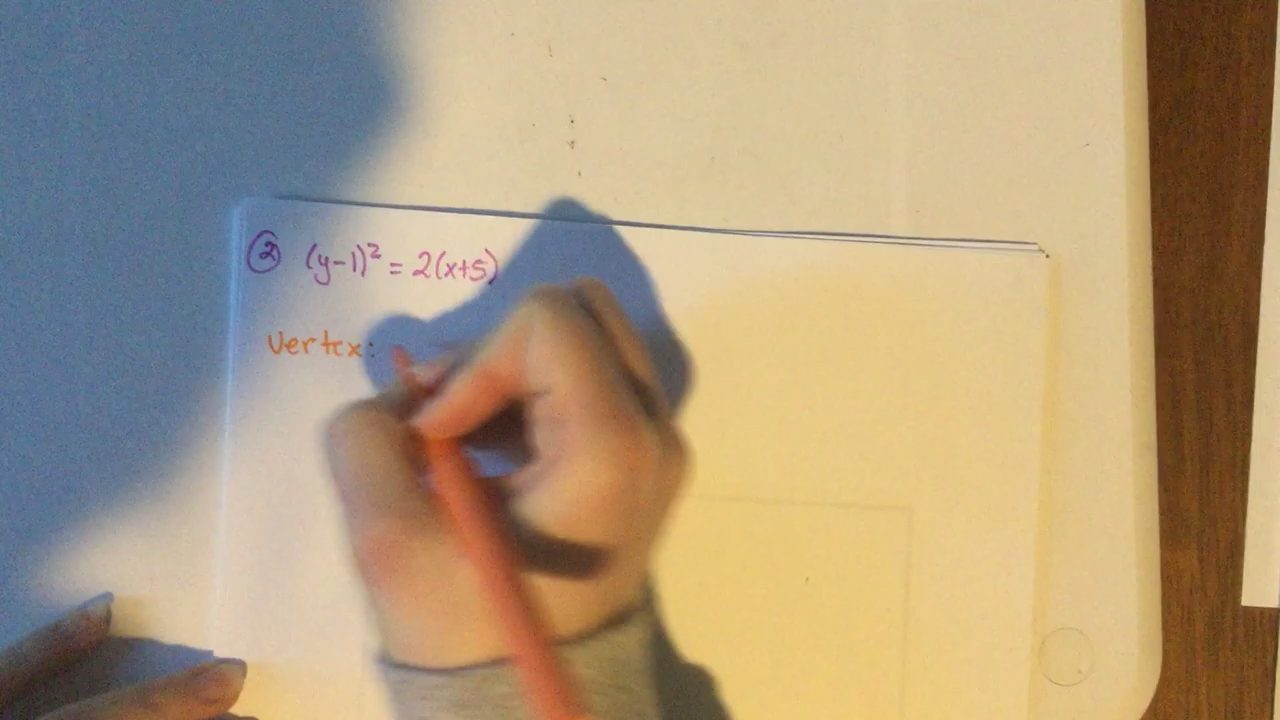 ② (y-1)² = 2(x+5)
Vertex: